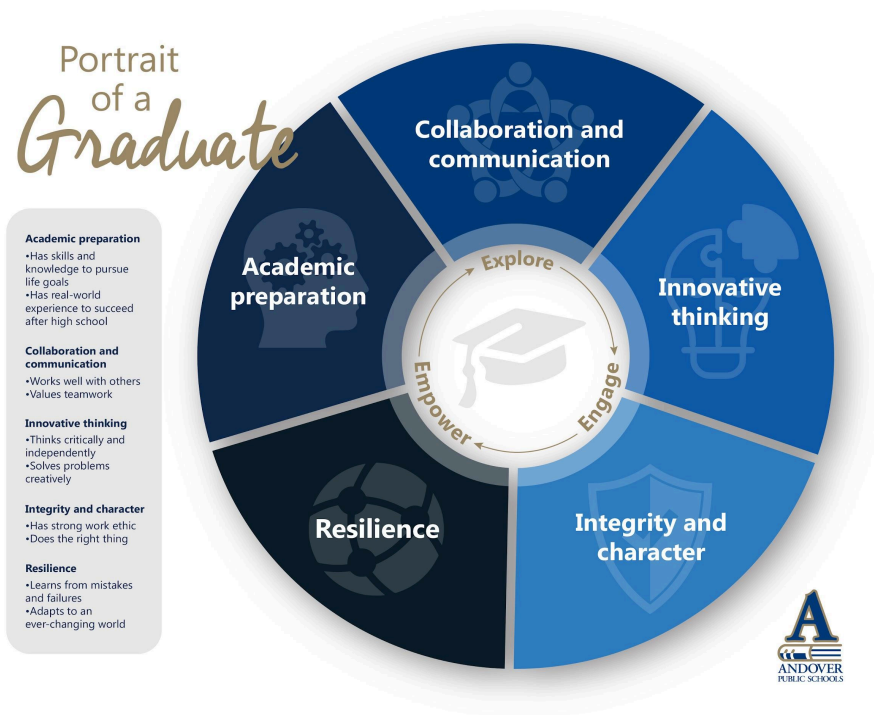 Portrait
of a
Graduate
Academic preparation
•Has skills and
knowledge to pursue
life goals
•Has real-world
experience to succeed
after high school
Collaboration and
communication
•Works well with others
•Values teamwork
Innovative thinking
•Thinks critically and
independently
•Solves problems
creatively
Integrity and character
•Has strong work ethic
•Does the right thing
Resilience
•Learns from mistakes
and failures
•Adapts to an
ever-changing world
Collaboration and
communication
Innovative
thinking
Integrity and
character
Resilience
Academic
preparation
Explore
Engage
Empower
A
ANDOVER
PUBLIC SCHOOLS